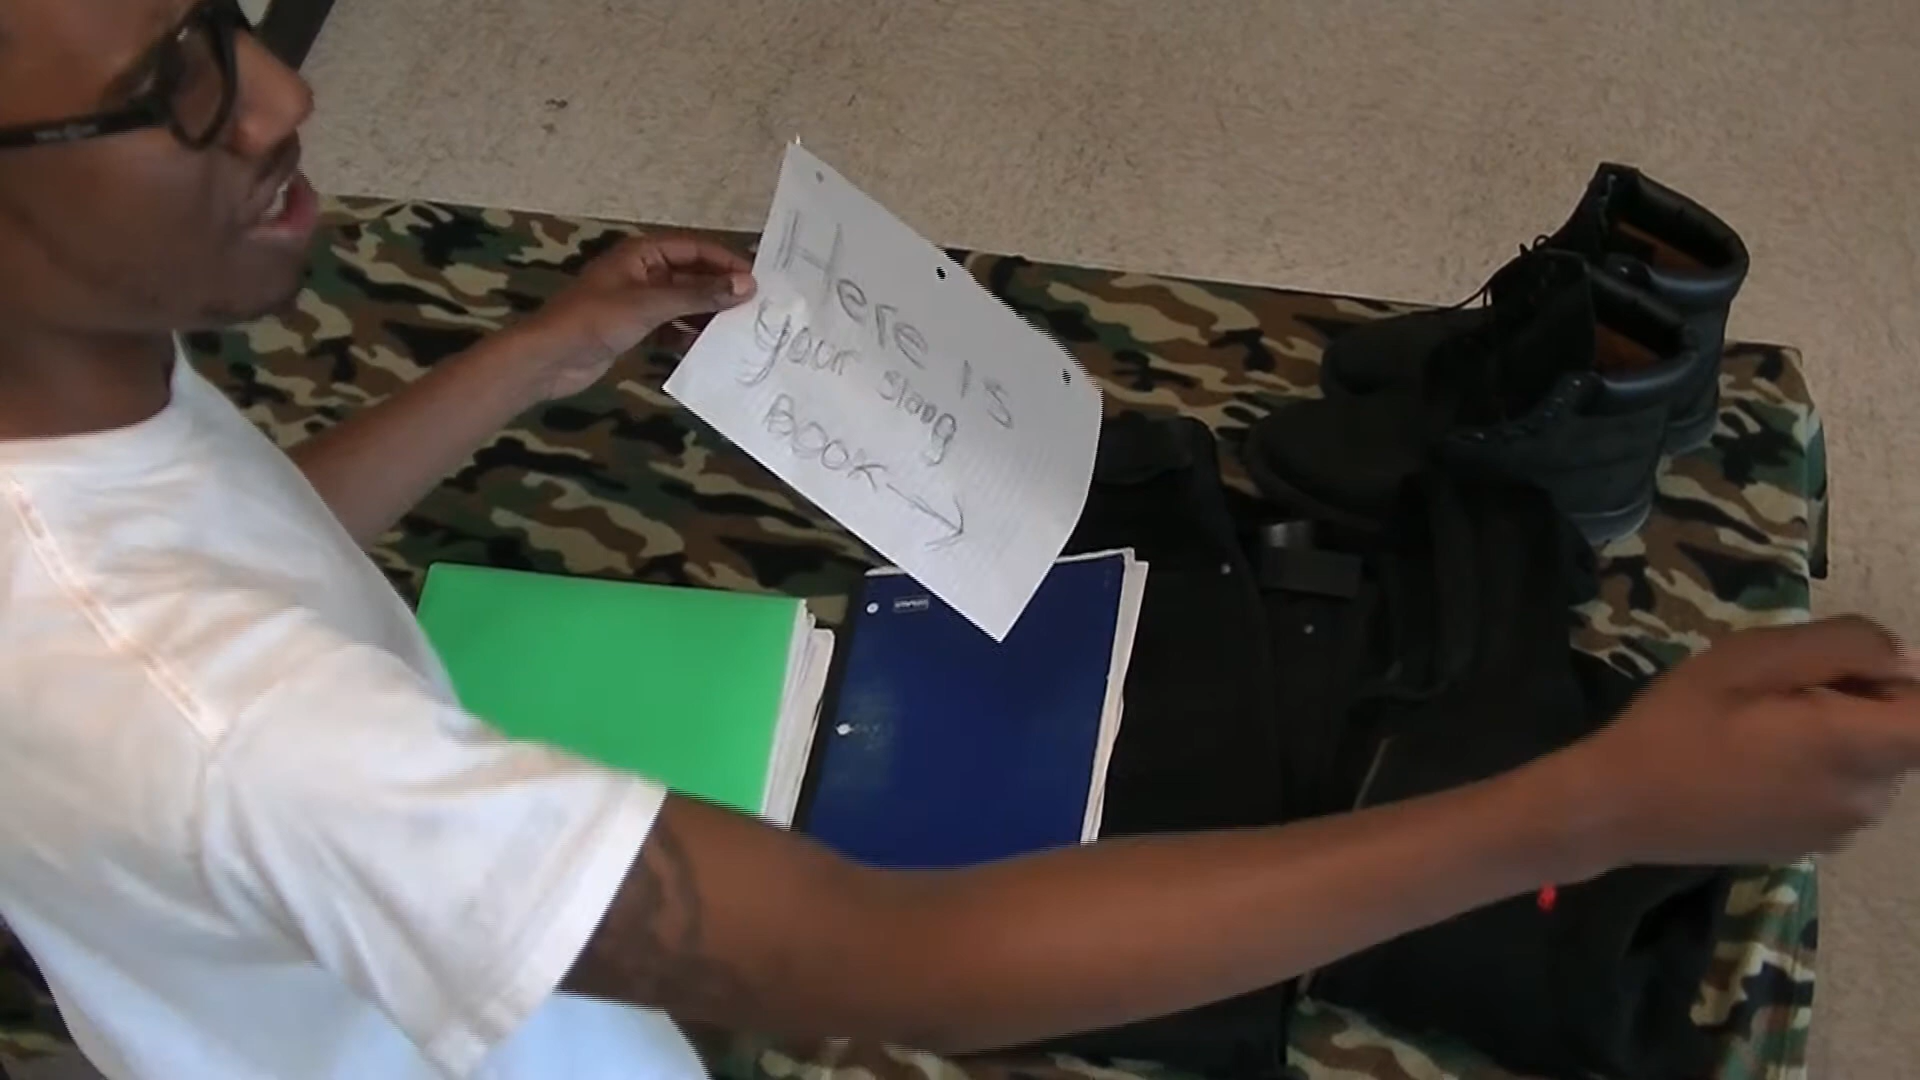 Here is
your slang
Book→